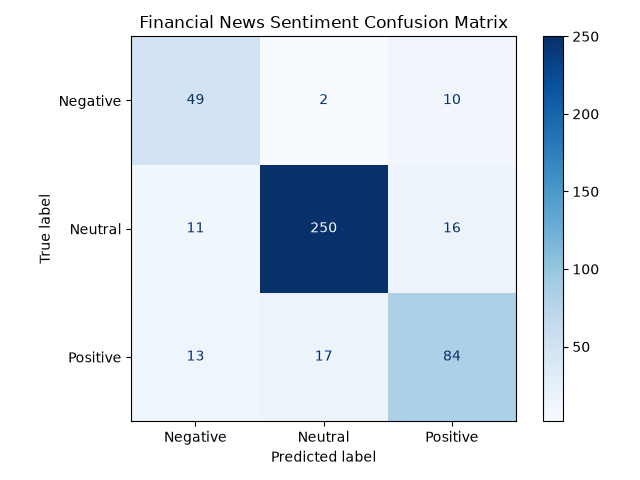 Financial News Sentiment Confusion Matrix
Negative 49 2 10
Neutral 11 250 16
Positive 13 17 84
Negative Neutral Positive
Predicted label
True label
250
200
150
100
50